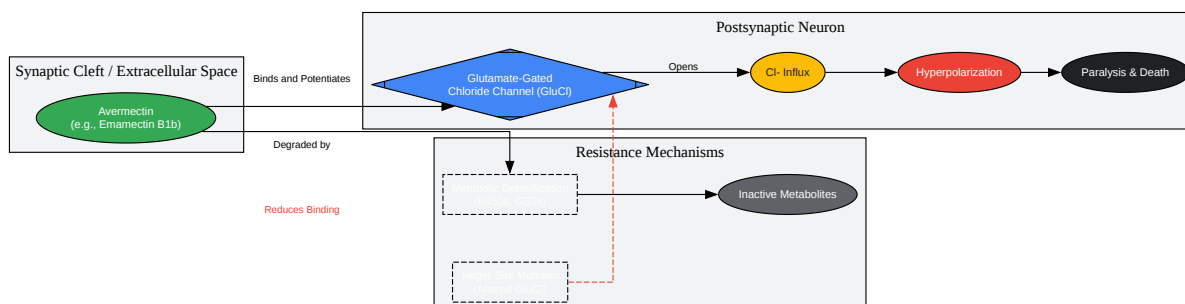 Postsynaptic Neuron
Synaptic Cleft / Extracellular Space
Avermectin
(e.g., Emamectin B1b)
Binds and Potentiates
Glutamate-Gated
Chloride Channel (GluCl)
Opens
Cl- Influx
Hyperpolarization
Paralysis & Death
Degraded by
Resistance Mechanisms
Metabolic Detoxification
(P450s, GSTs)
Inactive Metabolites
Reduces Binding
Target-Site Mutation
(Altered GluCl)